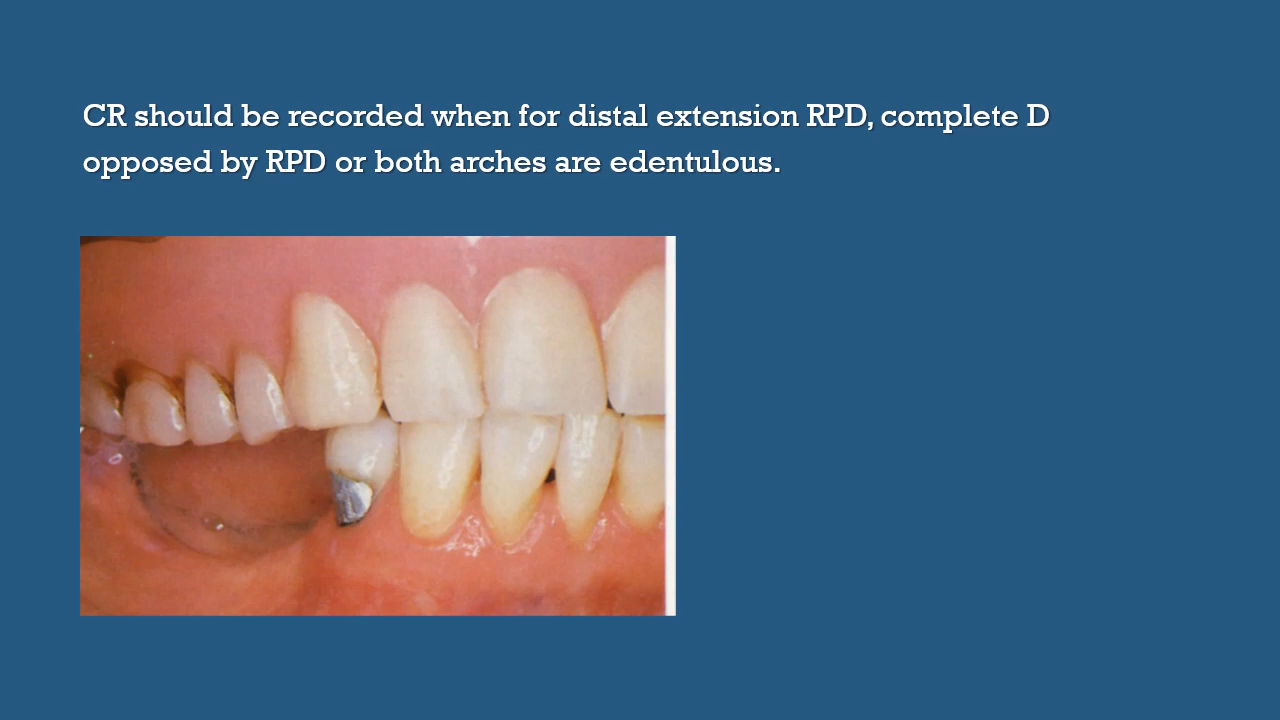 CR should be recorded when for distal extension RPD, complete D
opposed by RPD or both arches are edentulous.